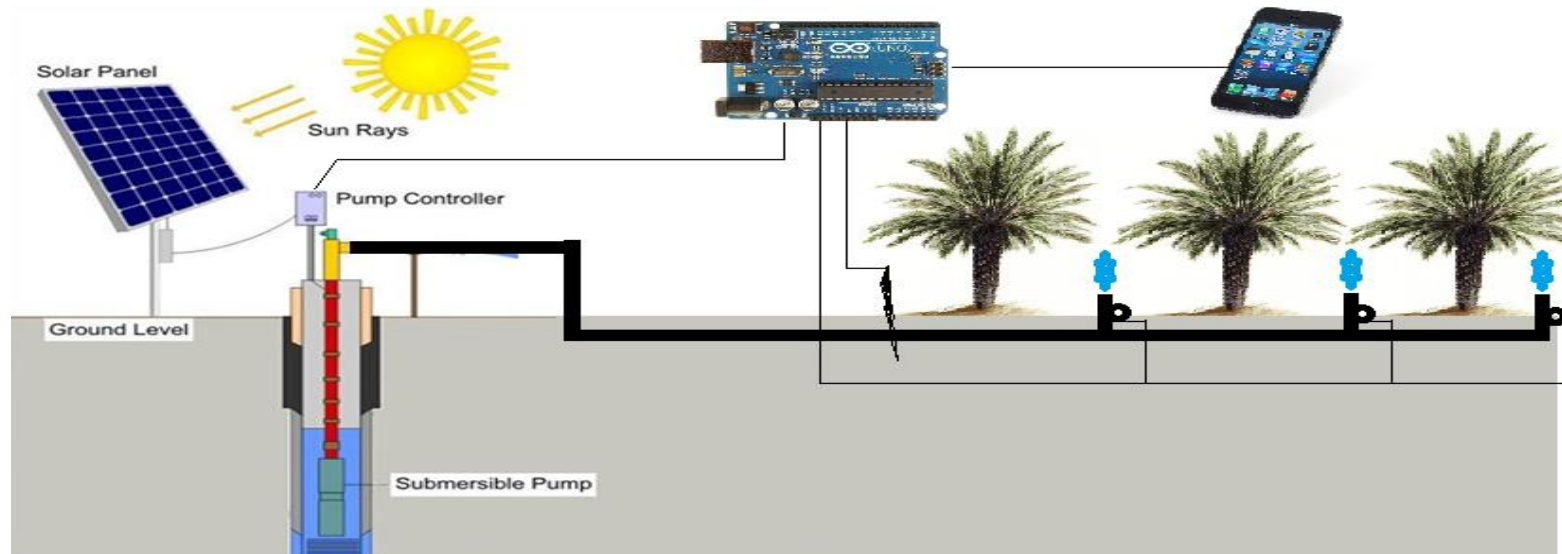 Solar Panel
Sun Rays
Pump Controller
Ground Level
Submersible Pump
UNO